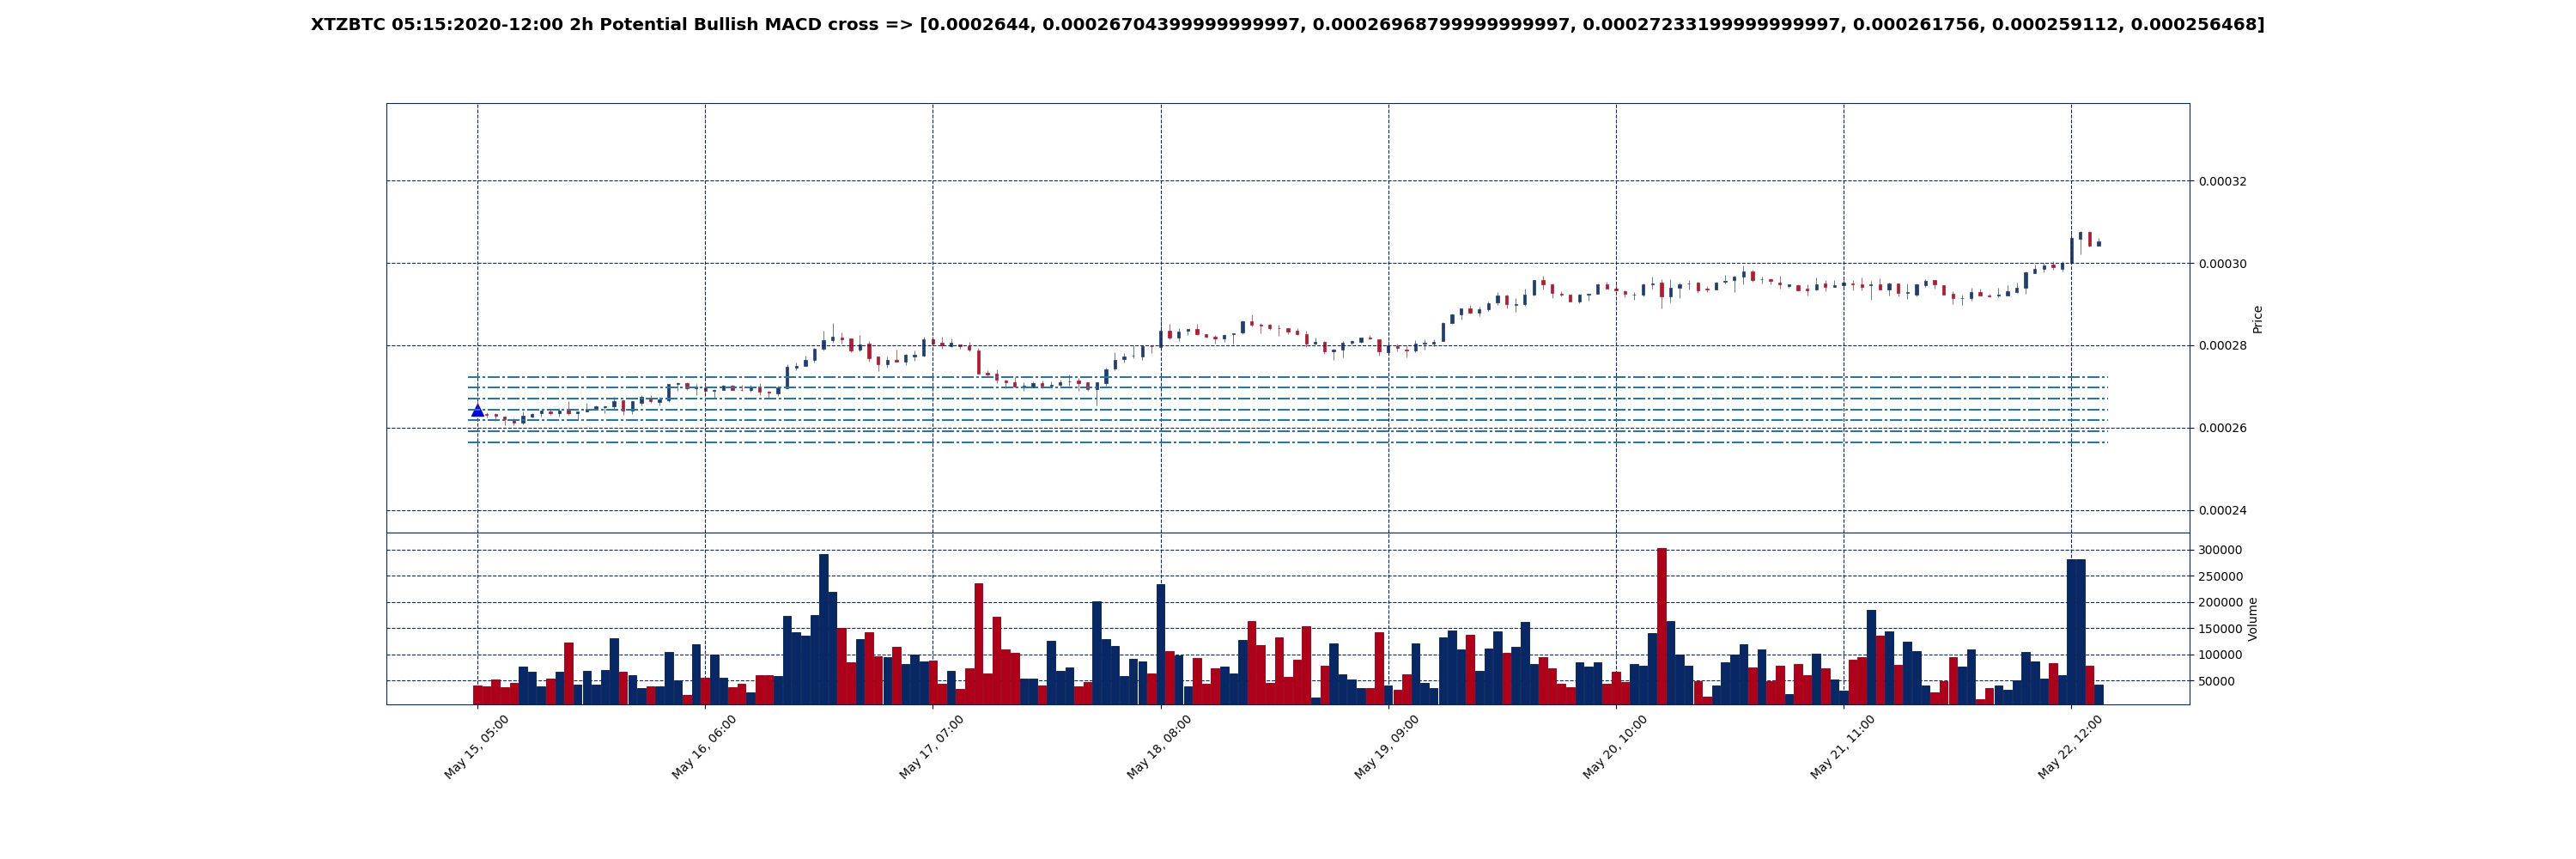 XTZBTC 05:15:2020-12:00 2h Potential Bullish MACD cross => [0.0002644, 0.00026704399999999997, 0.00026968799999999997, 0.00027233199999999997, 0.000261756, 0.000259112, 0.000256468]
0.00032
0.00030
Price
0.00028
0.00026
0.00024
300000
250000
200000
Volume
150000
100000
50000
May 15, 05:00
May 16, 06:00
May 17, 07:00
May 18, 08:00
May 19, 09:00
May 20, 10:00
May 21, 11:00
May 22, 12:00